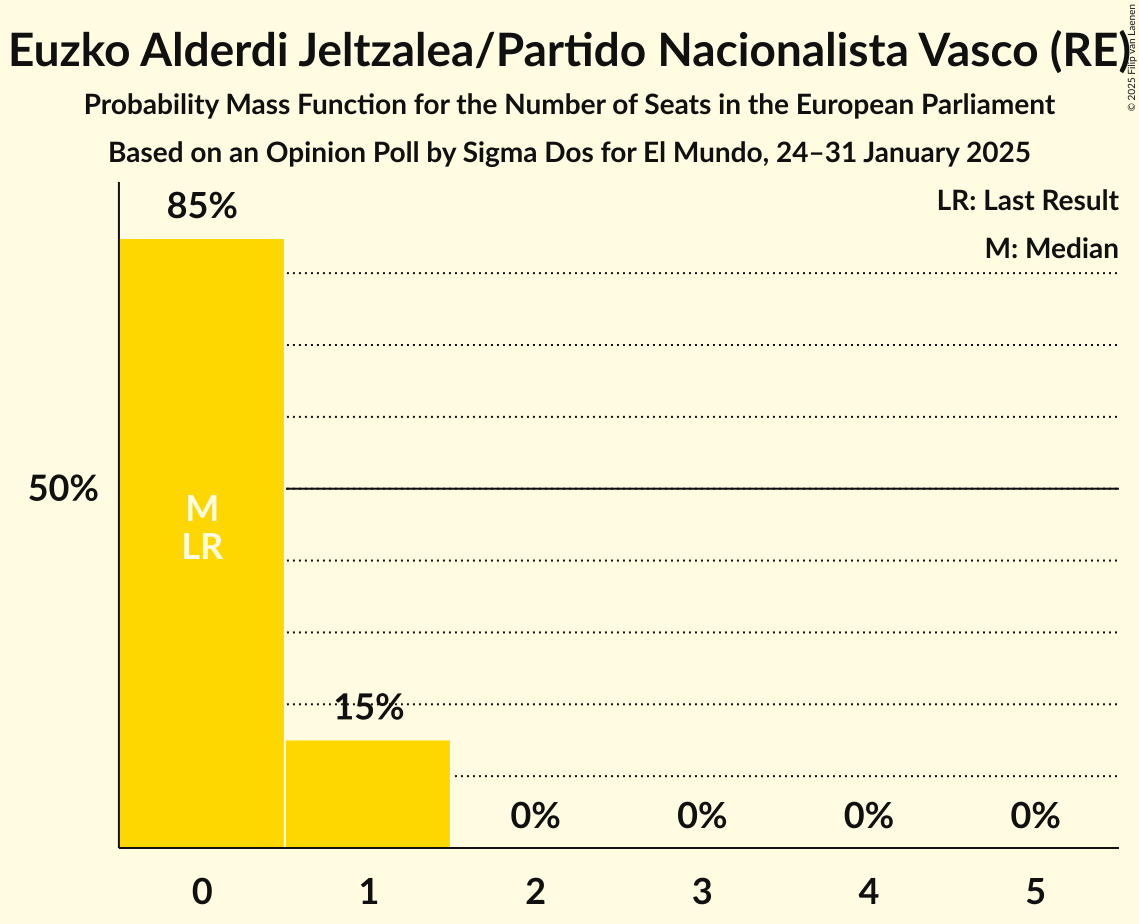 Euzko Alderdi Jeltzalea/Partido Nacionalista Vasco (RE)
© 2025 Filip van Laenen
Probability Mass Function for the Number of Seats in the European Parliament
Based on an Opinion Poll by Sigma Dos for El Mundo, 24–31 January 2025
LR: Last Result
M: Median
85%
50%
M
LR
15%
0%
0%
0%
0%
0
1
2
3
4
5